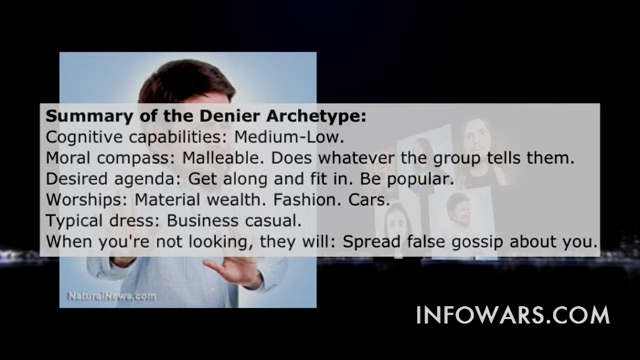 Summary of the Denier Archetype:
Cognitive capabilities: Medium-Low.
Moral compass: Malleable. Does whatever the group tells them.
Desired agenda: Get along and fit in. Be popular.
Worships: Material wealth. Fashion. Cars.
Typical dress: Business casual.
When you're not looking, they will: Spread false gossip about you.
NaturalNews.com
INFOWARS.COM